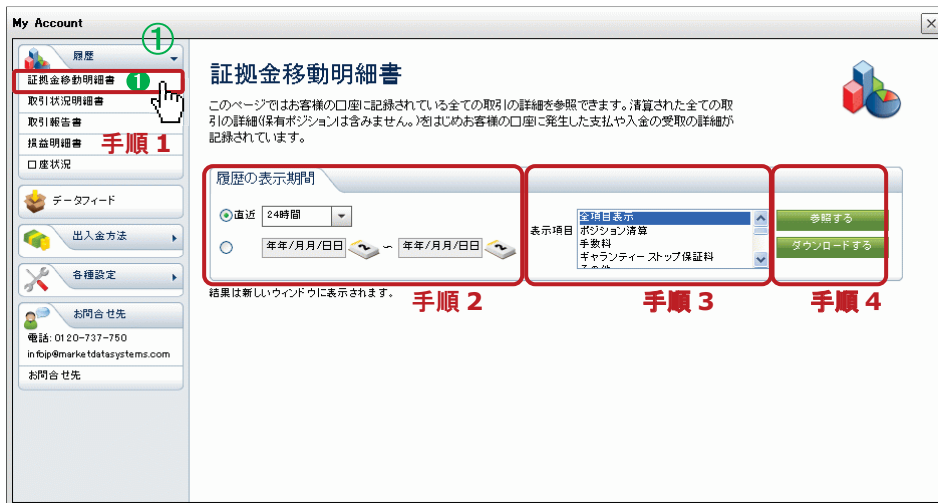 My Account
①
履歴
証拠金移動明細書 ❶
取引状況明細書
取引報告書
損益明細書
手順 1
口座状況
データフィード
出入金方法
各種設定
お問合せ先
電話: 0120-737-750
infojp@marketdatasystems.com
お問合せ先
証拠金移動明細書
このページではお客様の口座に記録されている全ての取引の詳細を参照できます。清算された全ての取
引の詳細(保有ポジションは含みません。)をはじめお客様の口座に発生した支払や入金の受取の詳細が
記録されています。
履歴の表示期間
直近 24時間
年年/月月/日日 ~ 年年/月月/日日
表示項目
全項目表示
ポジション清算
手数料
ギャランティーストップ保証料
その他
参照する
ダウンロードする
結果は新しいウィンドウに表示されます。
手順 2
手順 3
手順 4